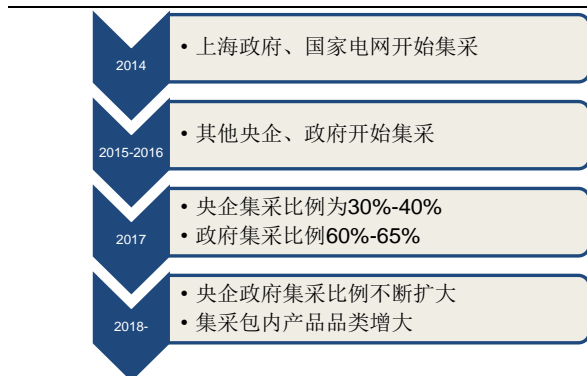 2014
• 上海政府、国家电网开始集采
2015-2016
• 其他央企、政府开始集采
2017
• 央企集采比例为30%-40%
• 政府集采比例60%-65%
2018-
• 央企政府集采比例不断扩大
• 集采包内产品品类增大